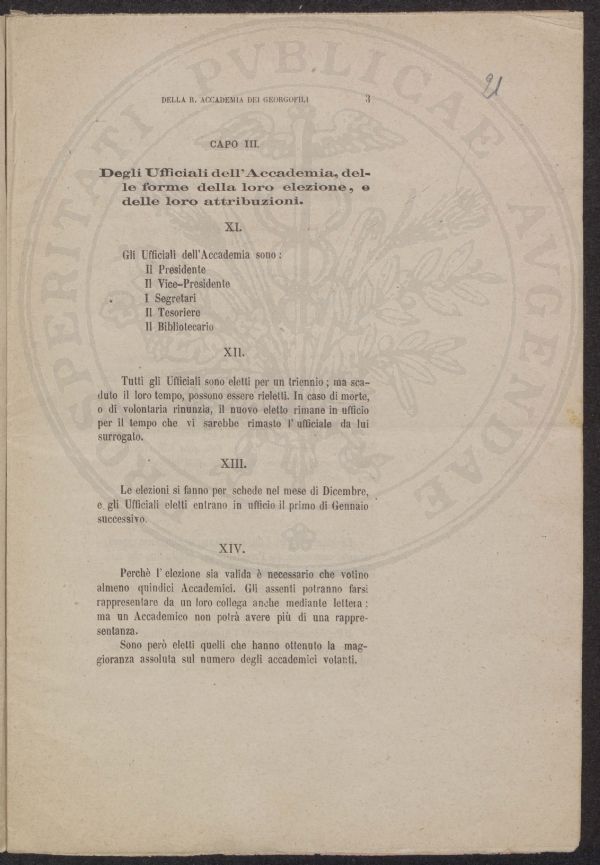 DELLA R. ACCADEMIA DEI GEORGOFILI 3
21
CAPO III.
Degli Ufficiali dell'Accademia, del-
le forme della loro elezione, e
delle loro attribuzioni.
XI.
Gli Ufficiali dell'Accademia sono :
Il Presidente
Il Vice-Presidente
I Segretari
Il Tesoriere
Il Bibliotecario
XII.
Tutti gli Ufficiali sono eletti per un triennio ; ma sca-
duto il loro tempo, possono essere rieletti. In caso di morte,
o di volontaria rinunzia, il nuovo eletto rimane in ufficio
per il tempo che vi sarebbe rimasto l'ufficiale da lui
surrogato.
XIII.
Le elezioni si fanno per schede nel mese di Dicembre,
e gli Ufficiali eletti entrano in ufficio il primo di Gennaio
successivo.
XIV.
Perchè l'elezione sia valida è necessario che votino
almeno quindici Accademici. Gli assenti potranno farsi
rappresentare da un loro collega anche mediante lettera ;
ma un Accademico non potrà avere più di una rappre-
sentanza.
Sono però eletti quelli che hanno ottenuto la mag-
gioranza assoluta sul numero degli accademici votanti.
PROSPERITATI PVBLICAE AVGENDAE